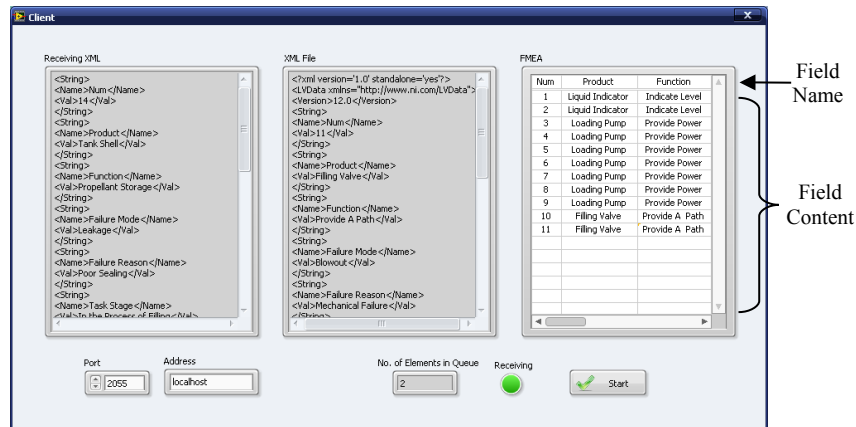 Client
Receiving XML
<String>
<Name>Num</Name>
<Val>14</Val>
</String>
<String>
<Name>Product</Name>
<Val>Tank Shell</Val>
</String>
<String>
<Name>Function</Name>
<Val>Propellant Storage</Val>
</String>
<String>
<Name>Failure Mode</Name>
<Val>Leakage</Val>
</String>
<String>
<Name>Failure Reason</Name>
<Val>Poor Sealing</Val>
</String>
<String>
<Name>Task Stage</Name>
<Val>In the Process of Filling</Val>
XML File
<?xml version='1.0' standalone='yes'?>
<LVData xmlns="http://www.ni.com/LVData">
<Version>12.0</Version>
<String>
<Name>Num</Name>
<Val>11</Val>
</String>
<String>
<Name>Product</Name>
<Val>Filling Valve</Val>
</String>
<String>
<Name>Function</Name>
<Val>Provide A Path</Val>
</String>
<String>
<Name>Failure Mode</Name>
<Val>Blowout</Val>
</String>
<String>
<Name>Failure Reason</Name>
<Val>Mechanical Failure</Val>
</String>
FMEA
Num Product Function
1 Liquid Indicator Indicate Level
2 Liquid Indicator Indicate Level
3 Loading Pump Provide Power
4 Loading Pump Provide Power
5 Loading Pump Provide Power
6 Loading Pump Provide Power
7 Loading Pump Provide Power
8 Loading Pump Provide Power
9 Loading Pump Provide Power
10 Filling Valve Provide A Path
11 Filling Valve Provide A Path
Field
Name
Field
Content
Port
2055
Address
localhost
No. of Elements in Queue
2
Receiving
Start